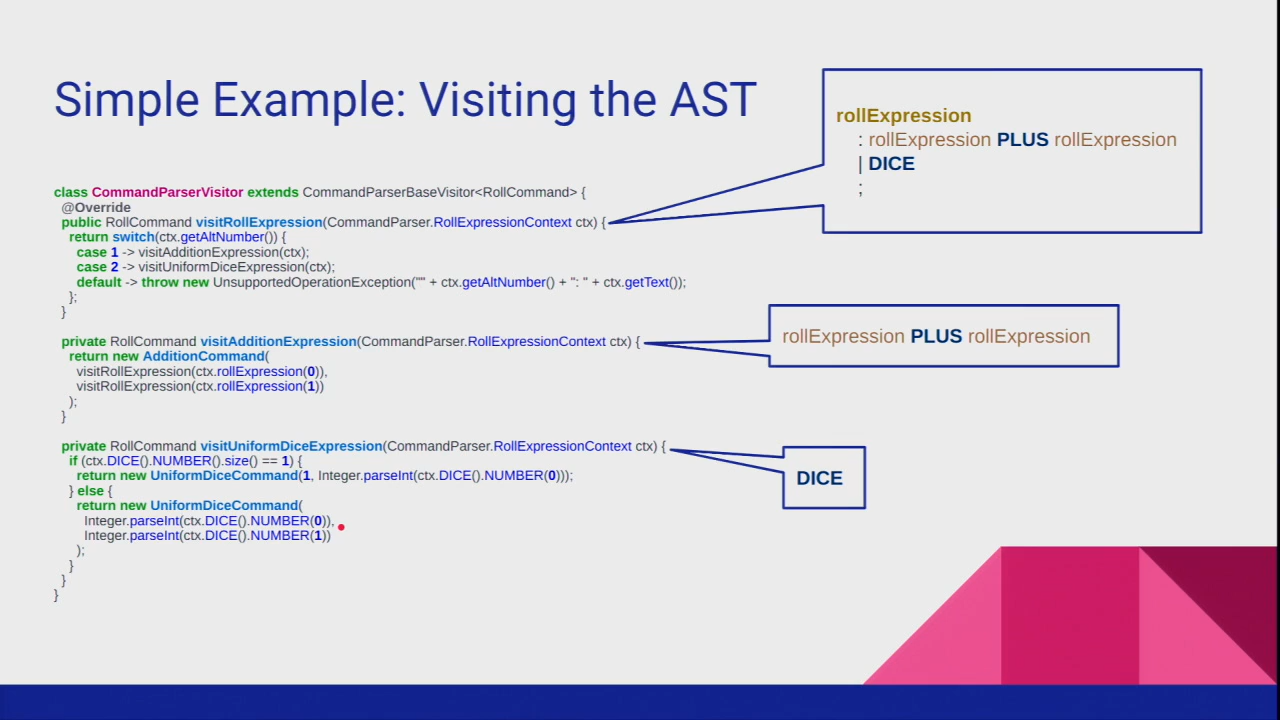 Simple Example: Visiting the AST
rollExpression
: rollExpression PLUS rollExpression
| DICE
;
class CommandParserVisitor extends CommandParserBaseVisitor<RollCommand> {
@Override
public RollCommand visitRollExpression(CommandParser.RollExpressionContext ctx) {
return switch(ctx.getAltNumber()) {
case 1 -> visitAdditionExpression(ctx);
case 2 -> visitUniformDiceExpression(ctx);
default -> throw new UnsupportedOperationException("" + ctx.getAltNumber() + ": " + ctx.getText());
};
}
private RollCommand visitAdditionExpression(CommandParser.RollExpressionContext ctx) {
return new AdditionCommand(
visitRollExpression(ctx.rollExpression(0)),
visitRollExpression(ctx.rollExpression(1))
);
}
rollExpression PLUS rollExpression
private RollCommand visitUniformDiceExpression(CommandParser.RollExpressionContext ctx) {
if (ctx.DICE().NUMBER().size() == 1) {
return new UniformDiceCommand(1, Integer.parseInt(ctx.DICE().NUMBER(0)));
} else {
return new UniformDiceCommand(
Integer.parseInt(ctx.DICE().NUMBER(0)),
Integer.parseInt(ctx.DICE().NUMBER(1))
);
}
}
}
DICE